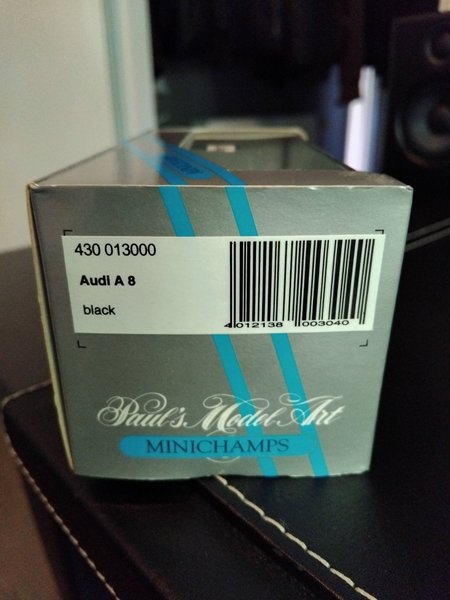 430 013000
Audi A 8
black
4 012138 003040
Paul's Model Art
MINICHAMPS